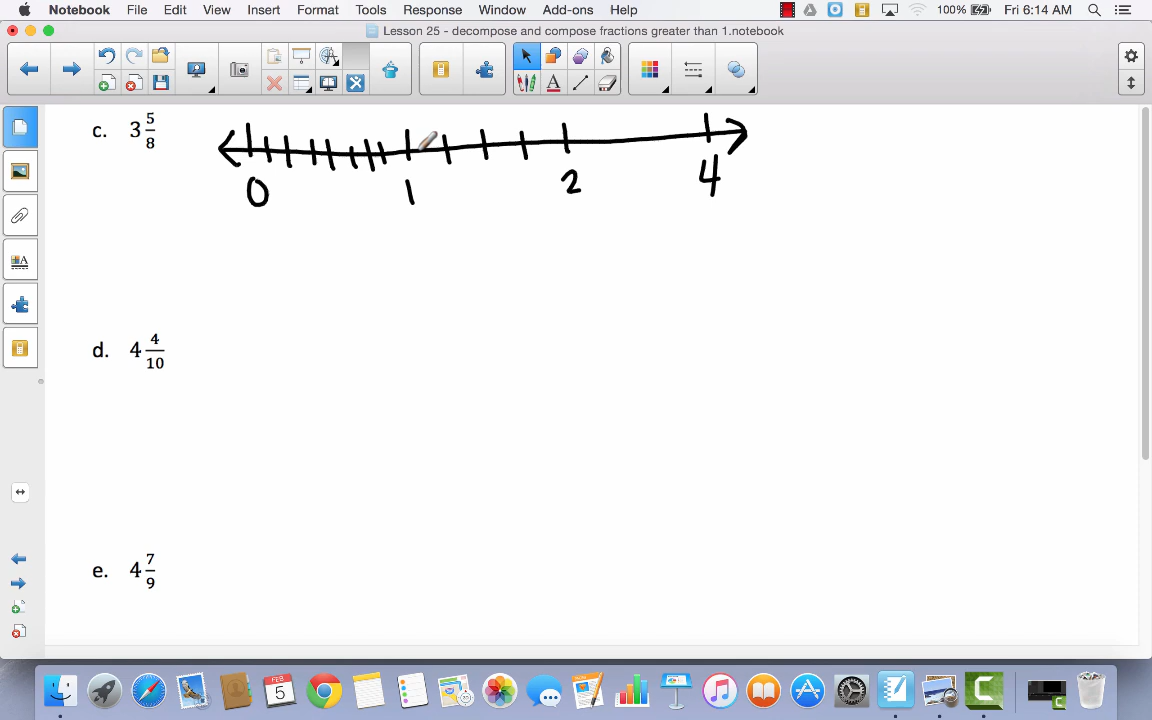 Notebook File Edit View Insert Format Tools Response Window Add-ons Help 100% Fri 6:14 AM
Lesson 25 - decompose and compose fractions greater than 1.notebook
A
A
c. 3 5/8
0 1 2 4
d. 4 4/10
e. 4 7/9
FEB
5